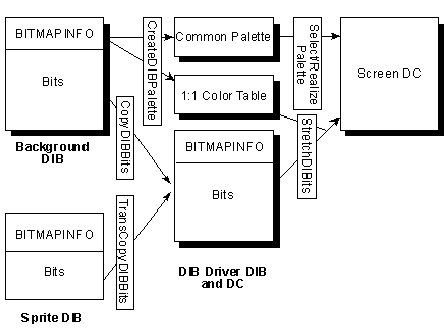 BITMAPINFO
Bits
Background
DIB
CreateDIBPalette
Common Palette
1:1 Color Table
Select/Realize
Palette
Screen DC
CopyDIBBits
TransCopyDIBBits
StretchDIBits
BITMAPINFO
Bits
DIB Driver DIB
and DC
BITMAPINFO
Bits
Sprite DIB